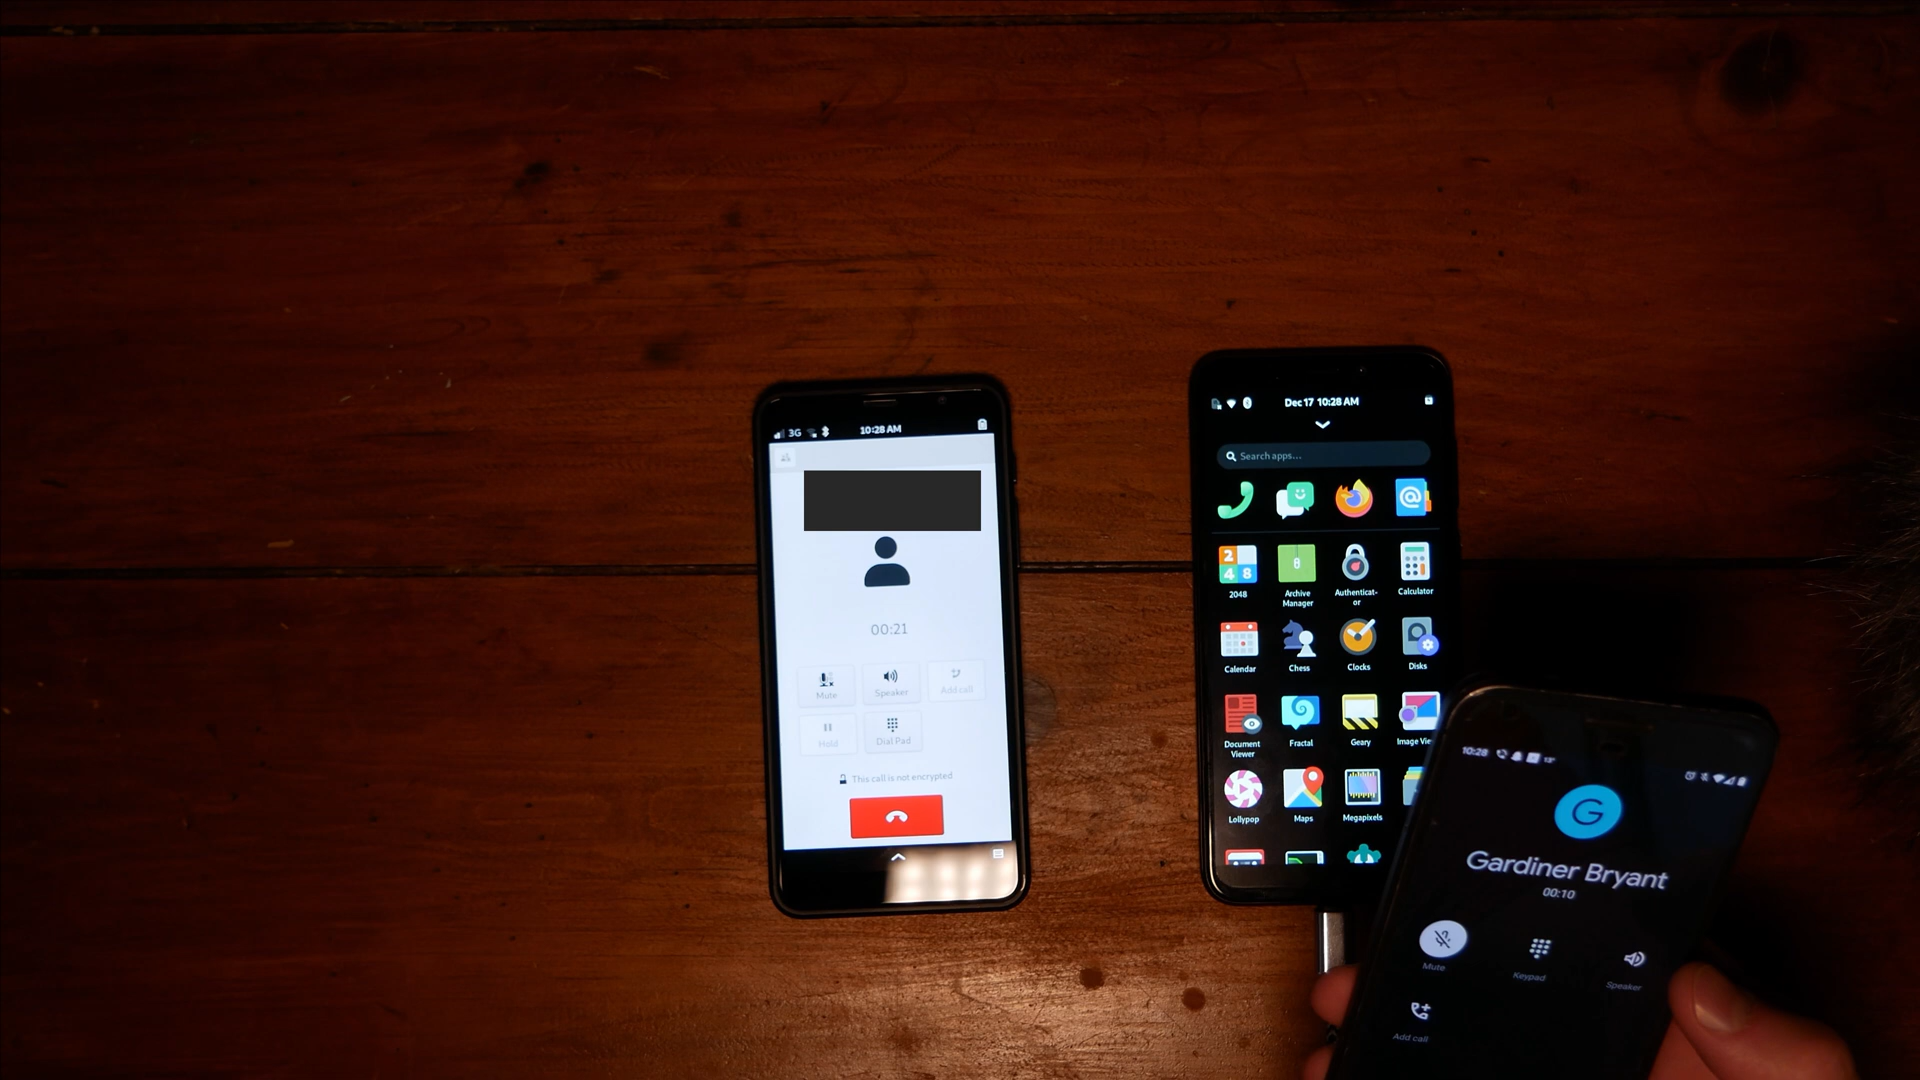 3G
10:28 AM
00:21
Mute
Speaker
Add call
Hold
Dial Pad
This call is not encrypted
Dec 17 10:28 AM
Search apps...
2048
Archive
Manager
Authenticat-
or
Calculator
Calendar
Chess
Clocks
Disks
Document
Viewer
Fractal
Geary
Image Vie
Lollypop
Maps
Megapixels
10:28
G
Gardiner Bryant
00:10
Mute
Keypad
Speaker
Add call